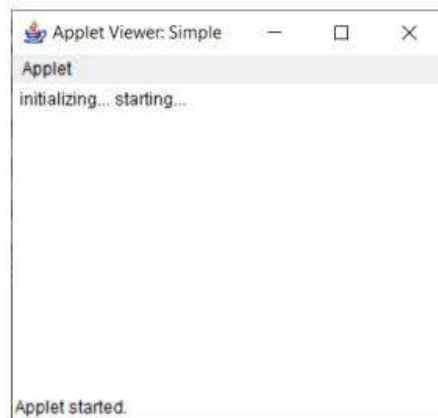 Applet Viewer: Simple
Applet
initializing... starting...
Applet started.